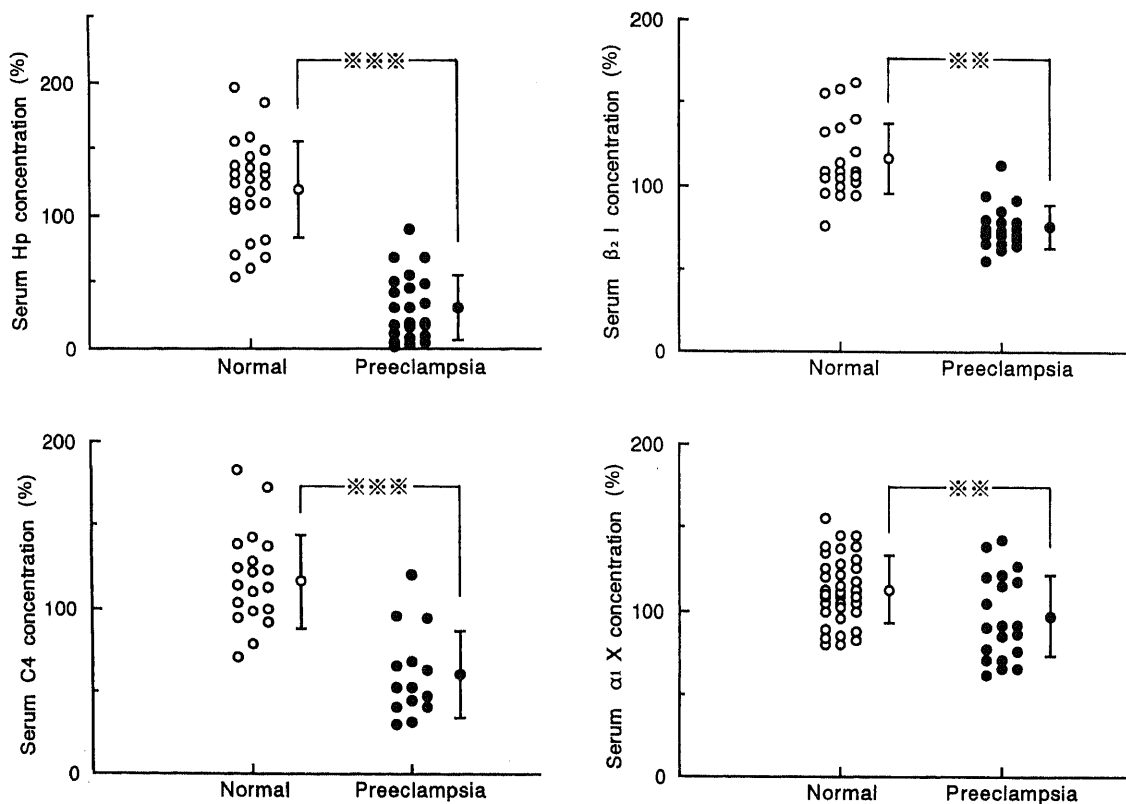 Serum Hp concentration (%)
200
100
0
※※※
Normal
Preeclampsia
Serum β₂ I concentration (%)
200
100
0
※※
Normal
Preeclampsia
Serum C4 concentration (%)
200
100
0
※※※
Normal
Preeclampsia
Serum α1 X concentration (%)
200
100
0
※※
Normal
Preeclampsia